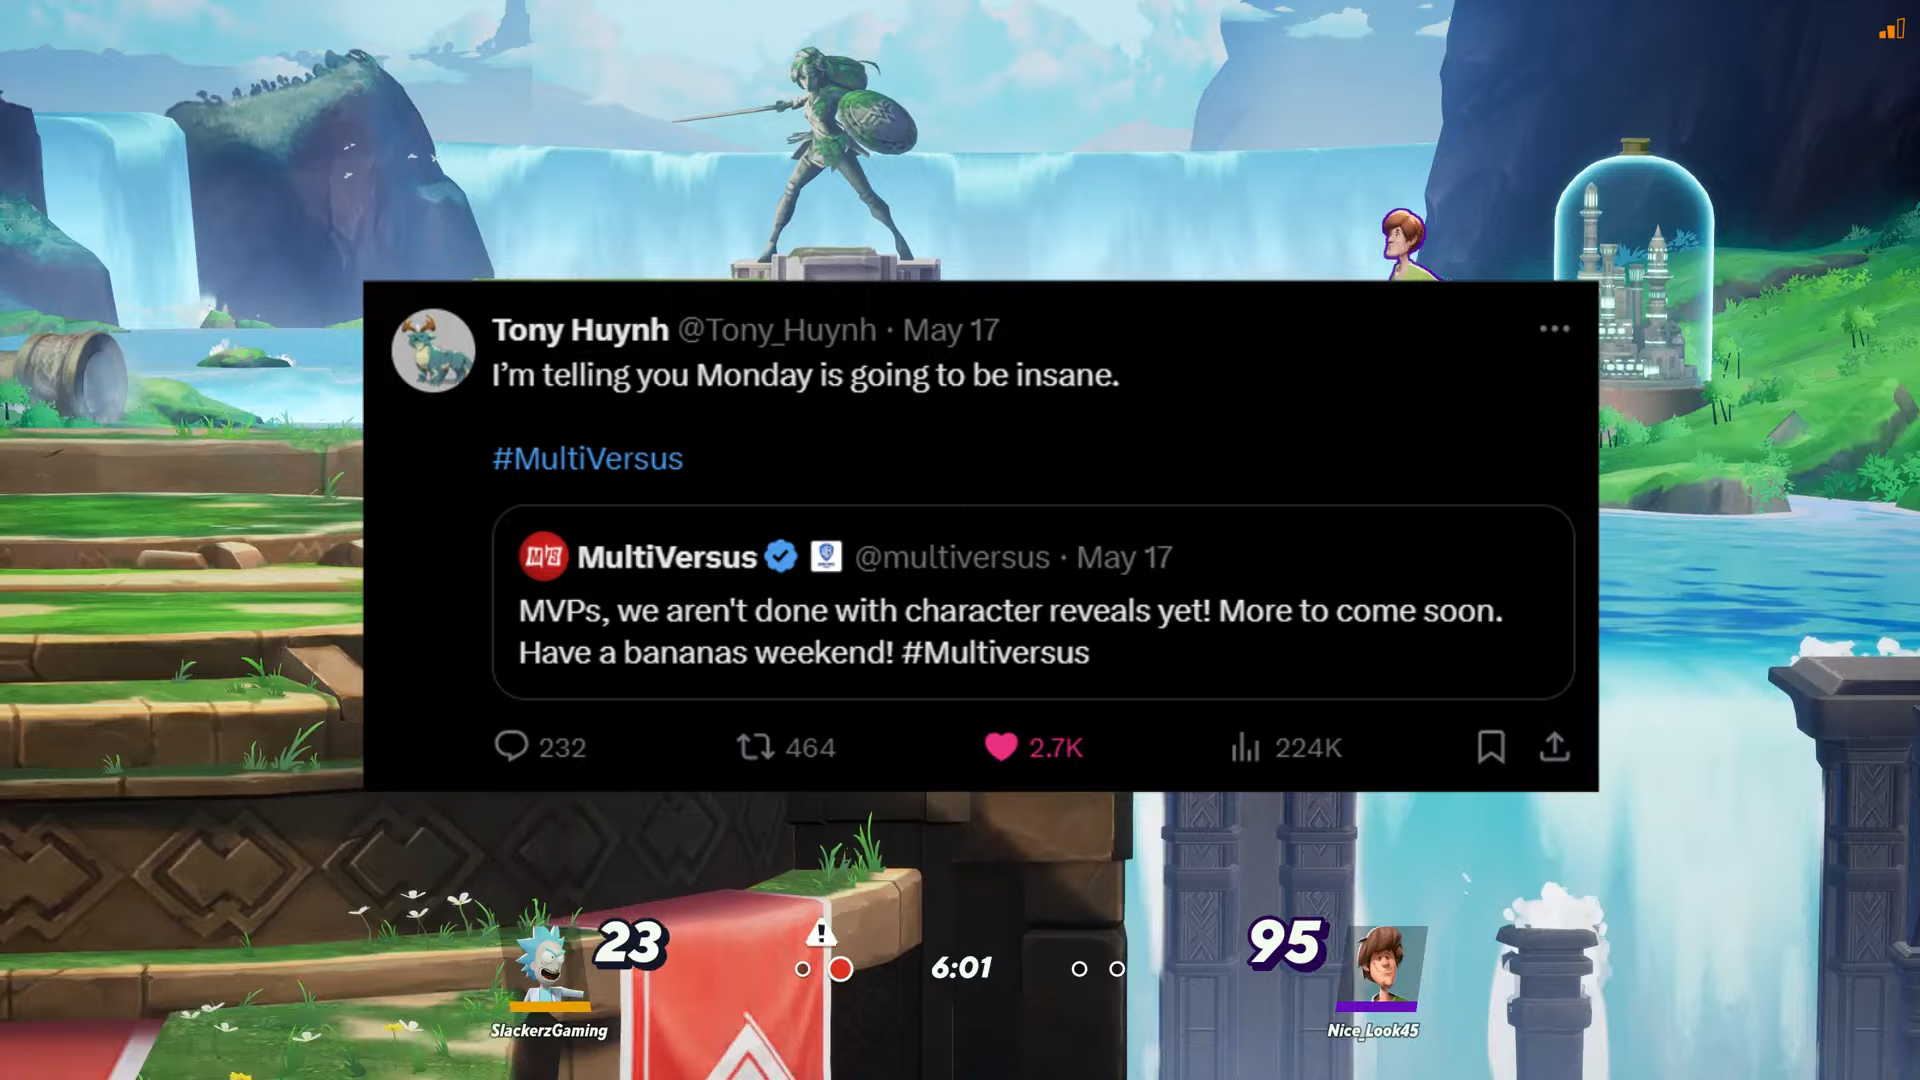 Tony Huynh @Tony_Huynh · May 17
I'm telling you Monday is going to be insane.
#MultiVersus
MVS MultiVersus @multiversus · May 17
MVPs, we aren't done with character reveals yet! More to come soon.
Have a bananas weekend! #Multiversus
232 464 2.7K 224K
23 6:01 95
SlackerzGaming Nice_Look45